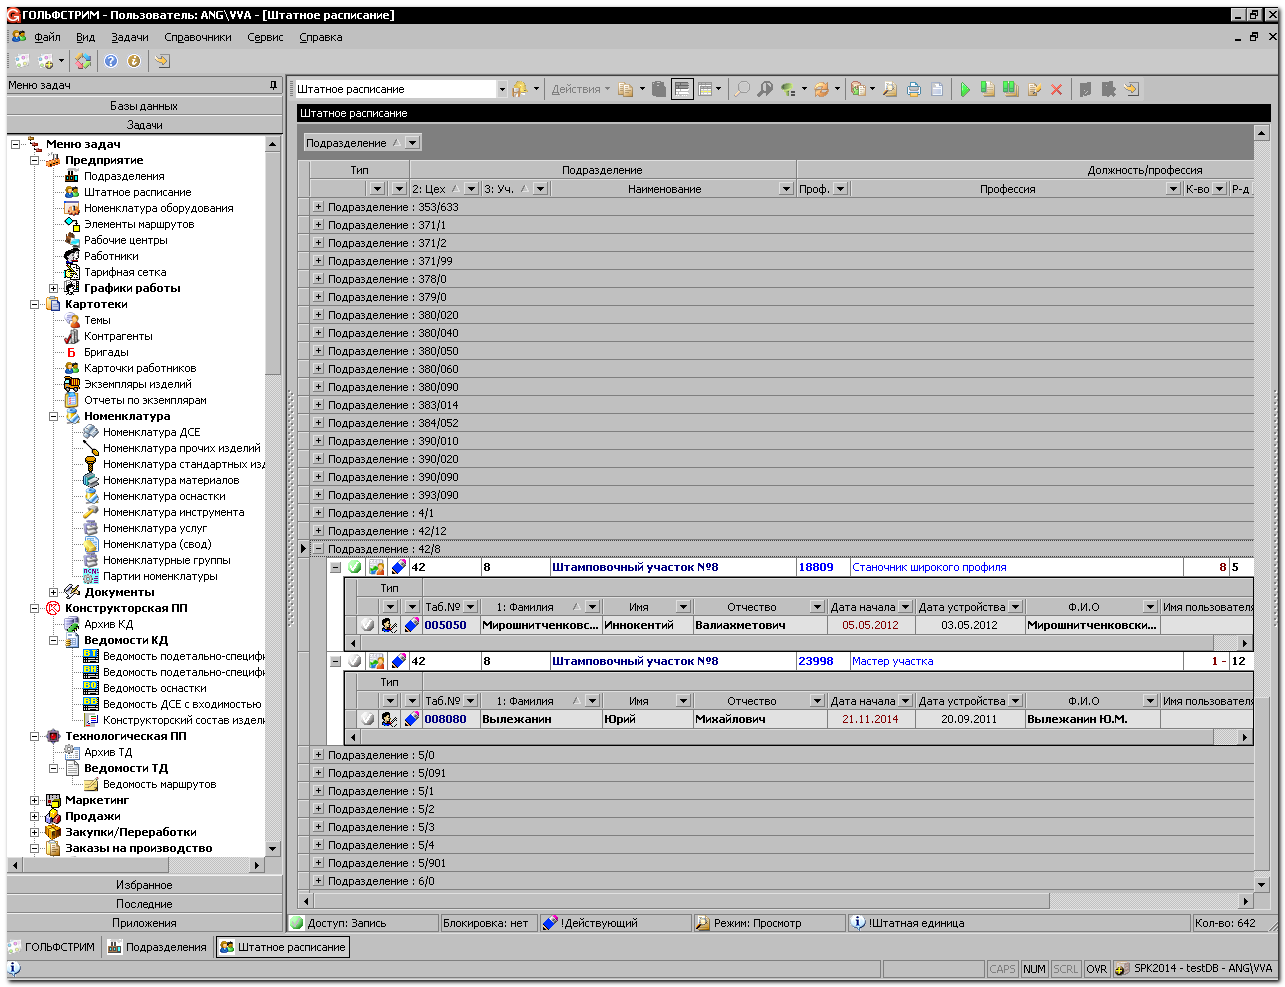 ГОЛЬФСТРИМ - Пользователь: ANG\VVA - [Штатное расписание]
Файл Вид Задачи Справочники Сервис Справка
Меню задач
Базы данных
Задачи
Меню задач
Предприятие
Подразделения
Штатное расписание
Номенклатура оборудования
Элементы маршрутов
Рабочие центры
Работники
Тарифная сетка
Графики работы
Картотеки
Темы
Контрагенты
Бригады
Карточки работников
Экземпляры изделий
Отчеты по экземплярам
Номенклатура
Номенклатура ДСЕ
Номенклатура прочих изделий
Номенклатура стандартных изд
Номенклатура материалов
Номенклатура оснастки
Номенклатура инструмента
Номенклатура услуг
Номенклатура (свод)
Номенклатурные группы
Партии номенклатуры
Документы
Конструкторская ПП
Архив КД
Ведомости КД
Ведомость подетально-специфи
Ведомость подетально-специфи
Ведомость оснастки
Ведомость ДСЕ с входимостью
Конструкторский состав издели
Технологическая ПП
Архив ТД
Ведомости ТД
Ведомость маршрутов
Маркетинг
Продажи
Закупки/Переработки
Заказы на производство
Избранное
Последние
Приложения
Штатное расписание Действия
Штатное расписание
Подразделение
Тип Подразделение Должность/профессия
2: Цех 3: Уч. Наименование Проф. Профессия К-во Р-д
Подразделение : 353/633
Подразделение : 371/1
Подразделение : 371/2
Подразделение : 371/99
Подразделение : 378/0
Подразделение : 379/0
Подразделение : 380/020
Подразделение : 380/040
Подразделение : 380/050
Подразделение : 380/060
Подразделение : 380/090
Подразделение : 383/014
Подразделение : 384/052
Подразделение : 390/010
Подразделение : 390/020
Подразделение : 390/090
Подразделение : 393/090
Подразделение : 4/1
Подразделение : 42/12
Подразделение : 42/8
42 8 Штамповочный участок №8 18809 Станочник широкого профиля 8 5
Тип
Таб.№ 1: Фамилия Имя Отчество Дата начала Дата устройства Ф.И.О Имя пользователя
005050 Мирошнитченковс... Иннокентий Валиахметович 05.05.2012 03.05.2012 Мирошнитченковски...
42 8 Штамповочный участок №8 23998 Мастер участка 1 - 12
Тип
Таб.№ 1: Фамилия Имя Отчество Дата начала Дата устройства Ф.И.О Имя пользователя
008080 Вылежанин Юрий Михайлович 21.11.2014 20.09.2011 Вылежанин Ю.М.
Подразделение : 5/0
Подразделение : 5/091
Подразделение : 5/1
Подразделение : 5/2
Подразделение : 5/3
Подразделение : 5/4
Подразделение : 5/901
Подразделение : 6/0
Доступ: Запись Блокировка: нет !Действующий Режим: Просмотр !Штатная единица Кол-во: 642
ГОЛЬФСТРИМ Подразделения Штатное расписание
CAPS NUM SCRL OVR SPK2014 - testDB - ANG\VVA